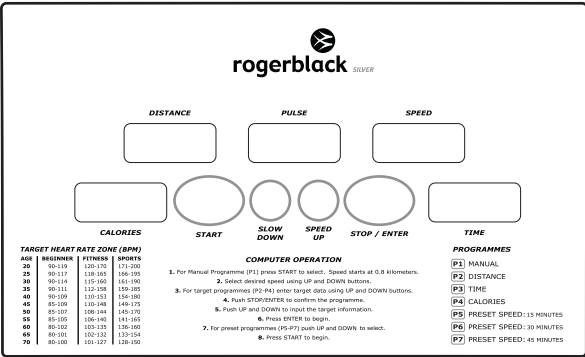 rogerblack SILVER
DISTANCE PULSE SPEED
CALORIES START SLOW DOWN SPEED UP STOP / ENTER TIME
TARGET HEART RATE ZONE (BPM)
AGE BEGINNER FITNESS SPORTS
20 90-119 120-170 171-200
25 90-117 118-165 166-195
30 90-114 115-160 161-190
35 90-111 112-158 159-185
40 90-109 110-153 154-180
45 85-109 110-148 149-175
50 85-107 108-144 145-170
55 85-105 106-140 141-165
60 80-102 103-135 136-160
65 80-101 102-132 133-154
70 80-100 101-127 128-150
COMPUTER OPERATION
1. For Manual Programme (P1) press START to select. Speed starts at 0.8 kilometers.
2. Select desired speed using UP and DOWN buttons.
3. For target programmes (P2-P4) enter target data using UP and DOWN buttons.
4. Push STOP/ENTER to confirm the programme.
5. Push UP and DOWN to input the target information.
6. Press ENTER to begin.
7. For preset programmes (P5-P7) push UP and DOWN to select.
8. Press START to begin.
PROGRAMMES
P1 MANUAL
P2 DISTANCE
P3 TIME
P4 CALORIES
P5 PRESET SPEED: 15 MINUTES
P6 PRESET SPEED: 30 MINUTES
P7 PRESET SPEED: 45 MINUTES